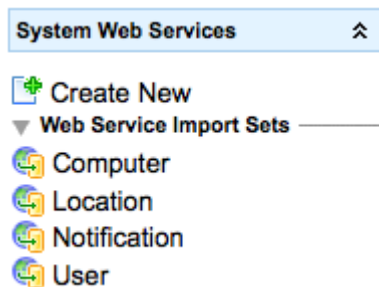 System Web Services
Create New
Web Service Import Sets
Computer
Location
Notification
User